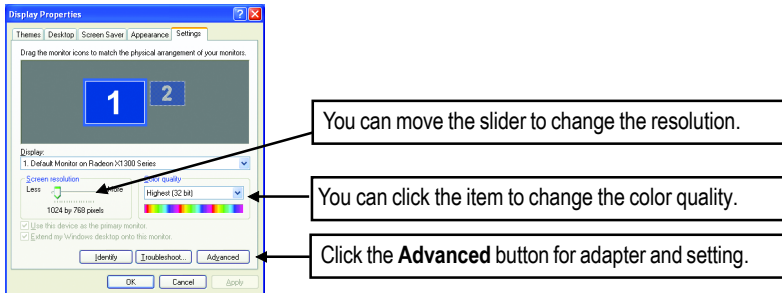 Display Properties
Themes Desktop Screen Saver Appearance Settings
Drag the monitor icons to match the physical arrangement of your monitors.
1
2
Display:
1. Default Monitor on Radeon X1300 Series
Screen resolution
Less
More
1024 by 768 pixels
Color quality
Highest (32 bit)
Use this device as the primary monitor.
Extend my Windows desktop onto this monitor.
Identify Troubleshoot... Advanced
OK Cancel Apply
You can move the slider to change the resolution.
You can click the item to change the color quality.
Click the Advanced button for adapter and setting.